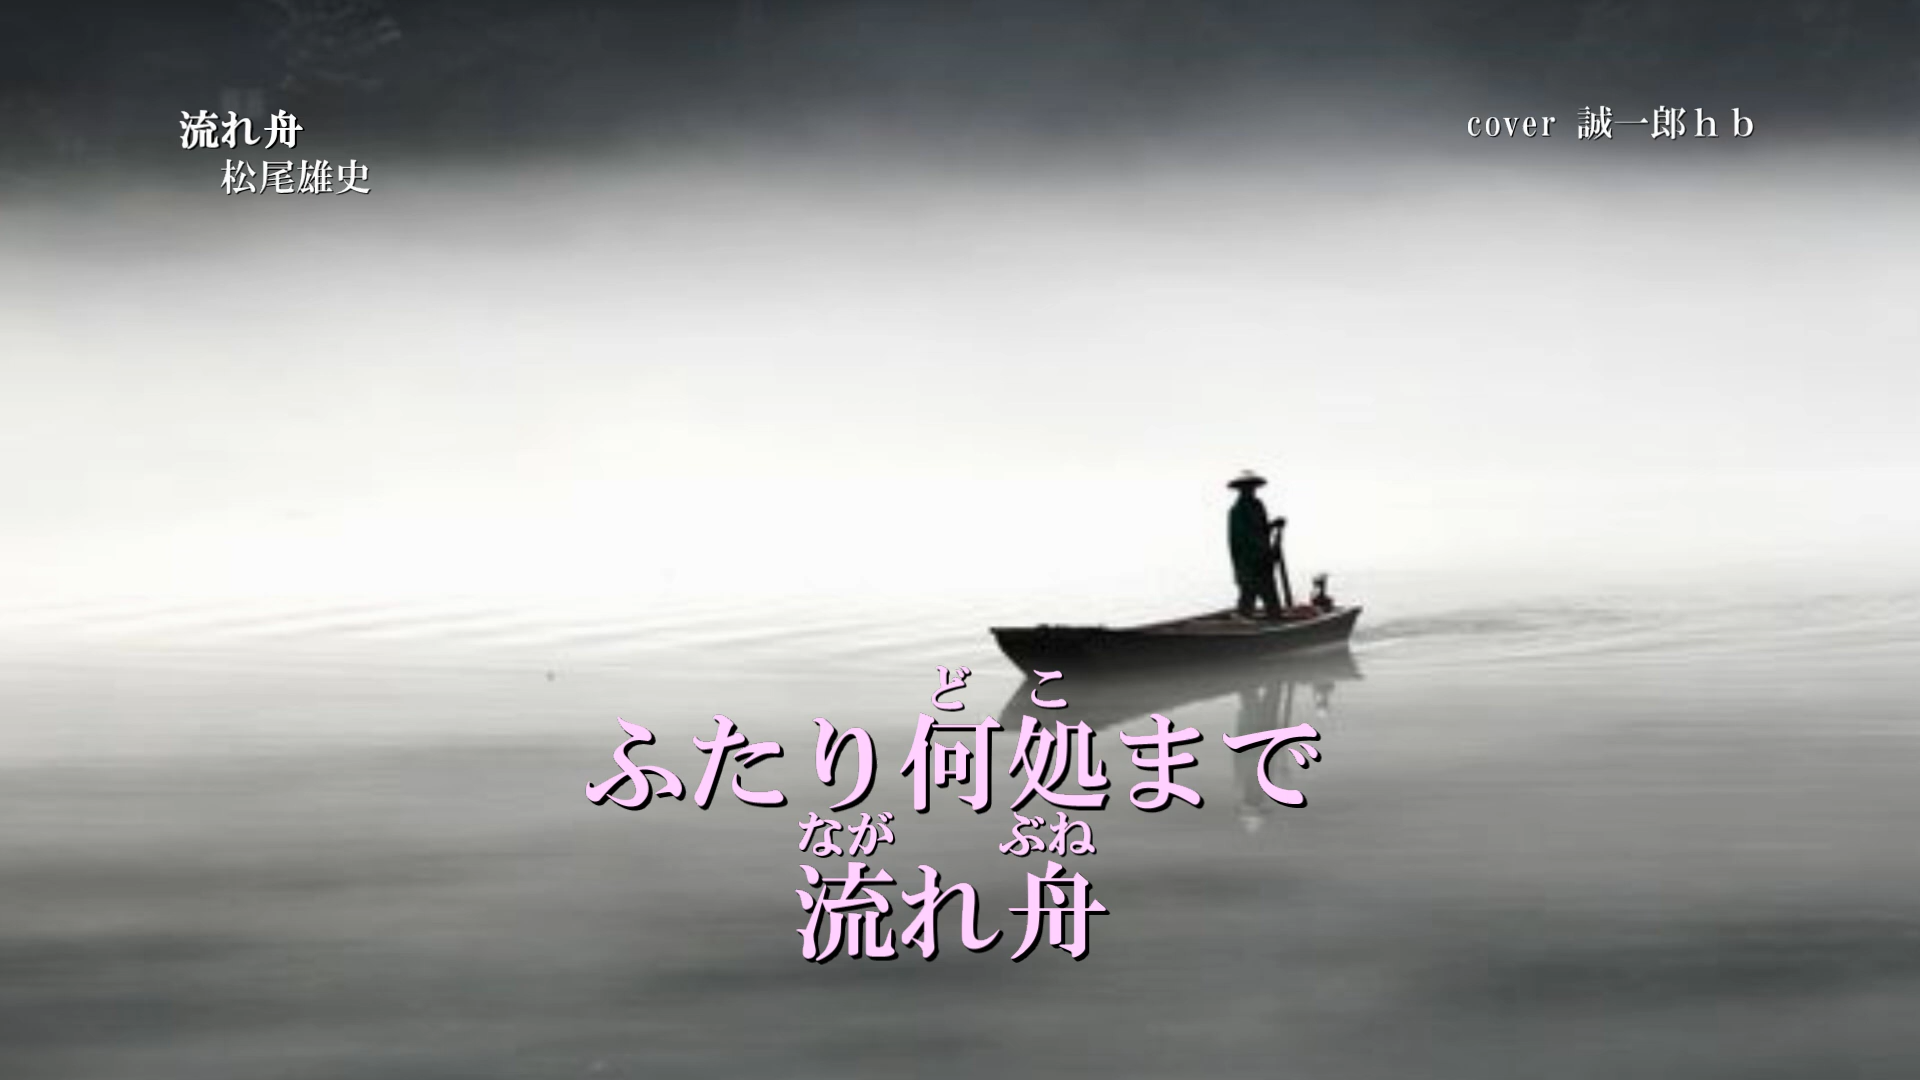 流れ舟
松尾雄史
cover 誠一郎ｈｂ
どこ
ふたり何処まで
ながぶね
流れ舟